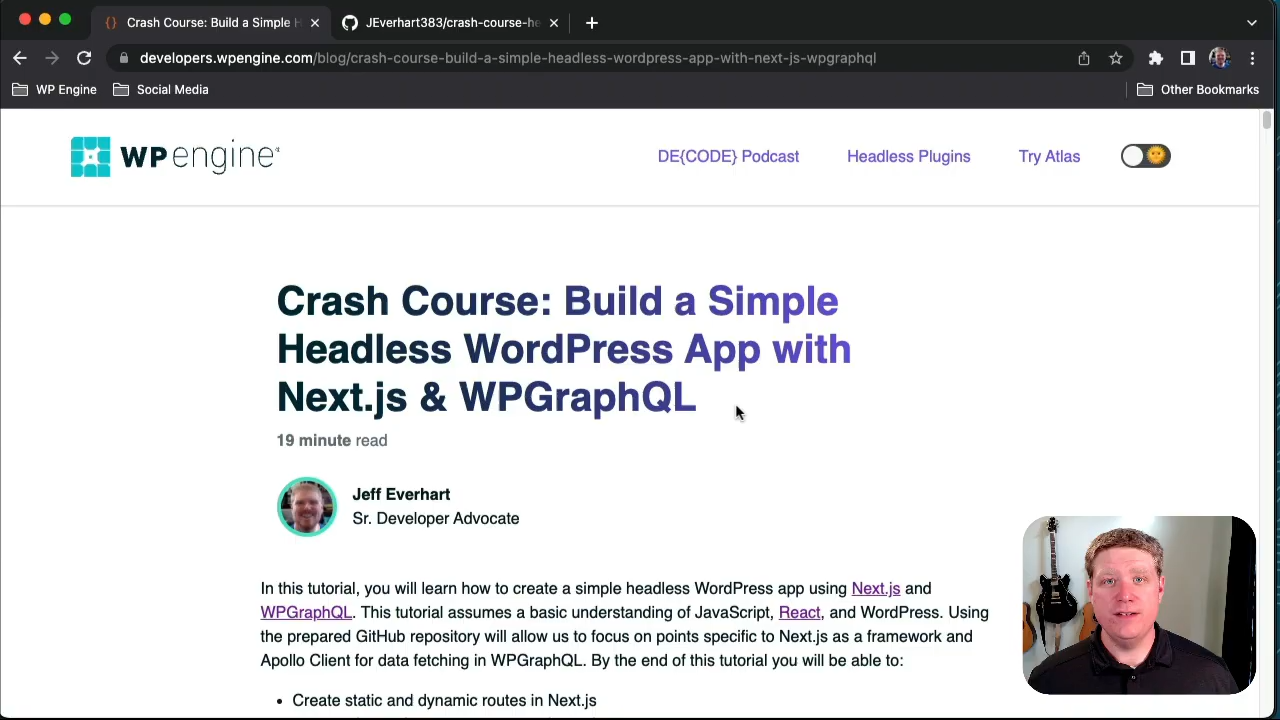 Crash Course: Build a Simple H
JEverhart383/crash-course-he
developers.wpengine.com/blog/crash-course-build-a-simple-headless-wordpress-app-with-next-js-wpgraphql
WP Engine
Social Media
Other Bookmarks
WP engine
DE{CODE} Podcast
Headless Plugins
Try Atlas
Crash Course: Build a Simple
Headless WordPress App with
Next.js & WPGraphQL
19 minute read
Jeff Everhart
Sr. Developer Advocate
In this tutorial, you will learn how to create a simple headless WordPress app using Next.js and
WPGraphQL. This tutorial assumes a basic understanding of JavaScript, React, and WordPress. Using
the prepared GitHub repository will allow us to focus on points specific to Next.js as a framework and
Apollo Client for data fetching in WPGraphQL. By the end of this tutorial you will be able to:
• Create static and dynamic routes in Next.js